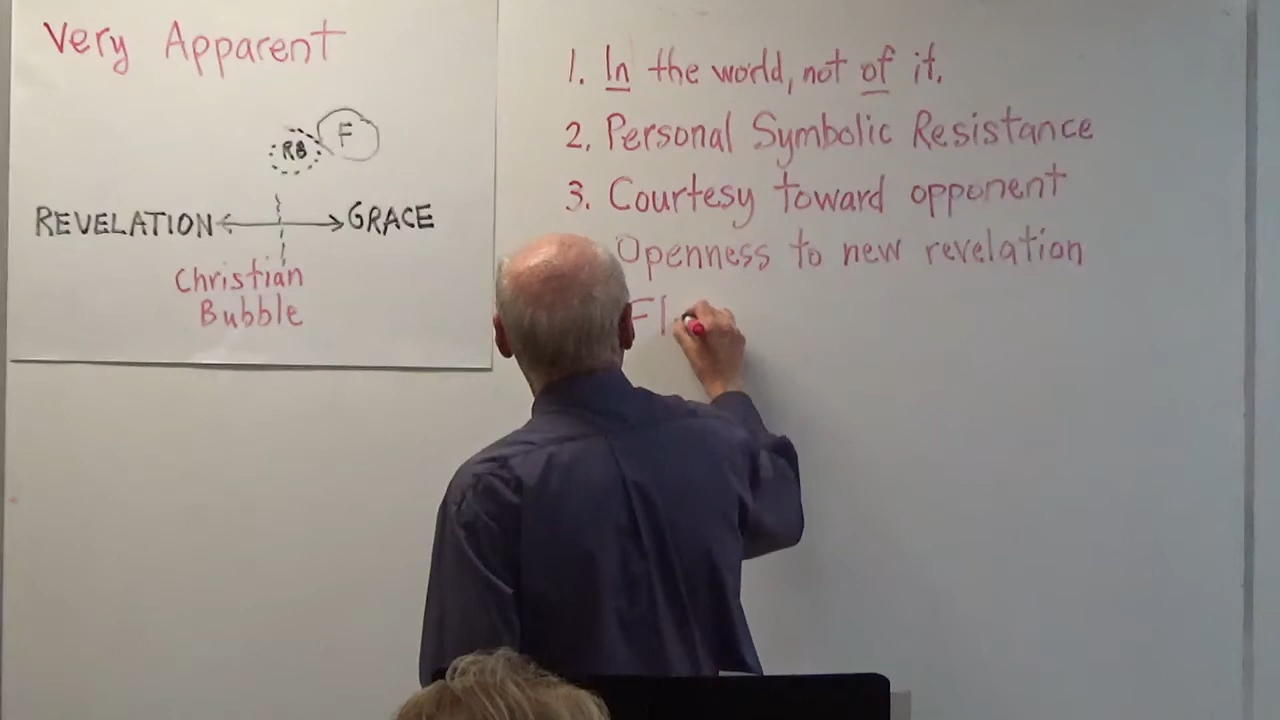 Very Apparent
RB
F
REVELATION
GRACE
Christian
Bubble
1. In the world, not of it.
2. Personal Symbolic Resistance
3. Courtesy toward opponent
Openness to new revelation
Fl